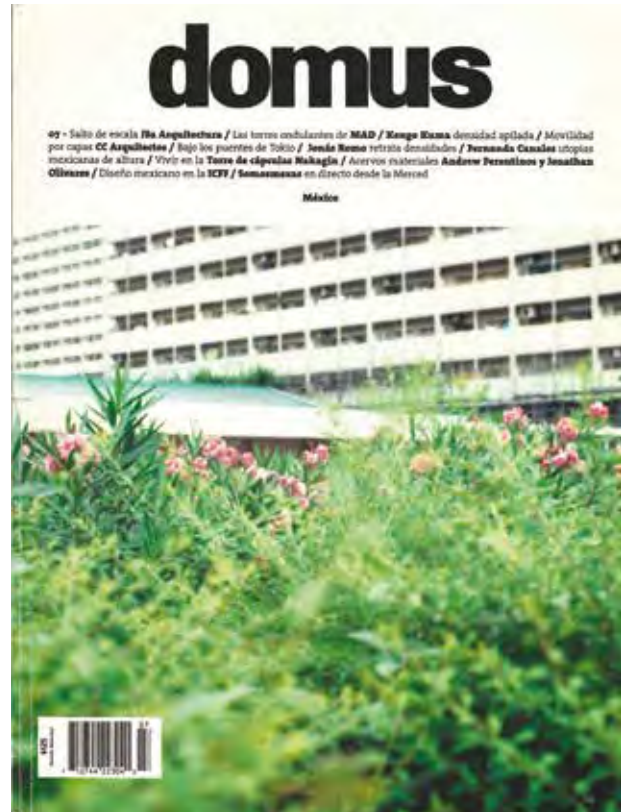 domus
07 – Salto de escala JSa Arquitectura / Las torres ondulantes de MAD / Kengo Kuma densidad apilada / Movilidad
por capas CC Arquitectos / Bajo los puentes de Tokio / Jonás Romo retrata densidades / Fernanda Canales utopías
mexicanas de altura / Vivir en la Torre de cápsulas Nakagin / Acervos materiales Andrew Ferentinos y Jonathan
Olivares / Diseño mexicano en la ICFF / Somosmexas en directo desde la Merced
México